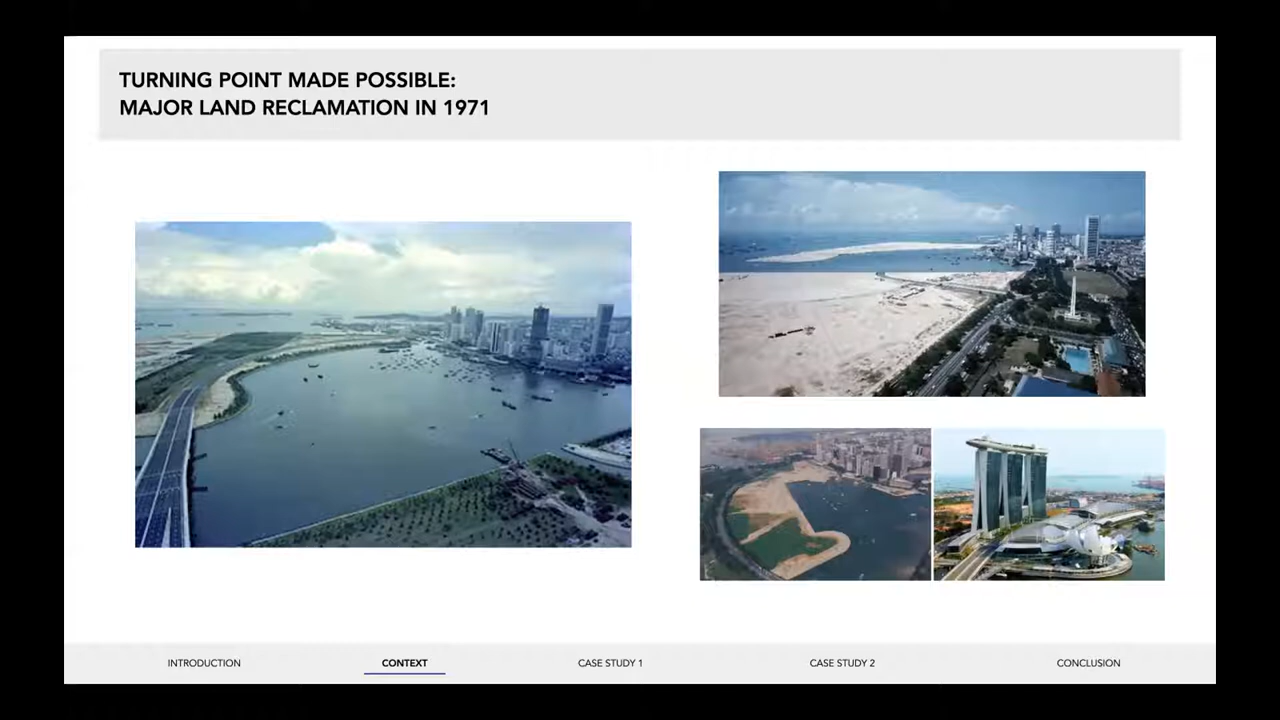 TURNING POINT MADE POSSIBLE:
MAJOR LAND RECLAMATION IN 1971
INTRODUCTION
CONTEXT
CASE STUDY 1
CASE STUDY 2
CONCLUSION